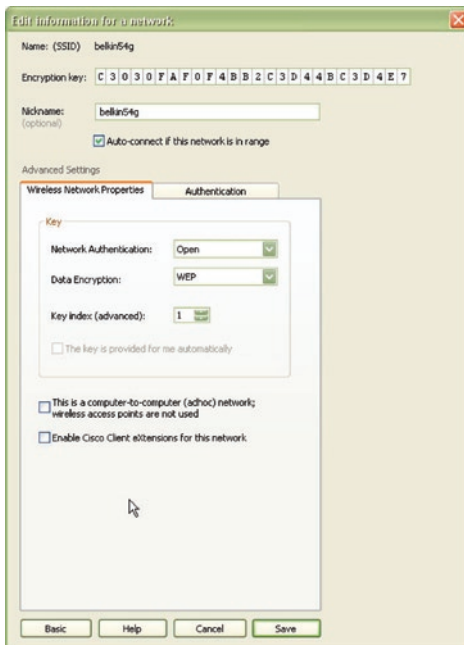 Edit information for a network
Name: (SSID) belkin54g
Encryption key: C 3 0 3 0 F A F 0 F 4 B B 2 C 3 D 4 4 B C 3 D 4 E 7
Nickname: belkin54g
(optional)
Auto-connect if this network is in range
Advanced Settings
Wireless Network Properties Authentication
Key
Network Authentication: Open
Data Encryption: WEP
Key index (advanced): 1
The key is provided for me automatically
This is a computer-to-computer (adhoc) network;
wireless access points are not used
Enable Cisco Client eXtensions for this network
Basic Help Cancel Save